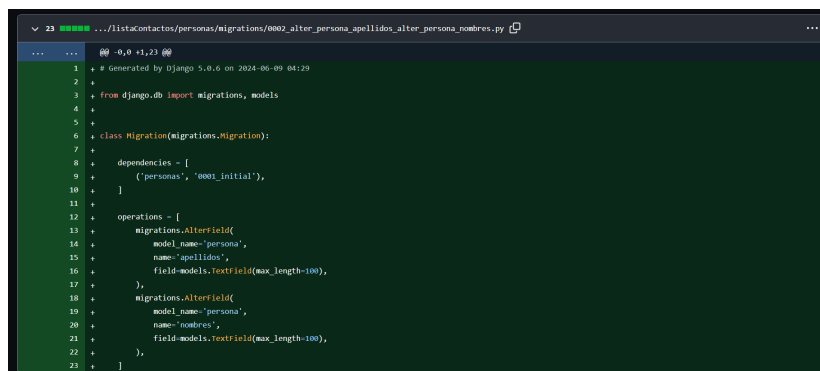 23 .../listaContactos/personas/migrations/0002_alter_persona_apellidos_alter_persona_nombres.py ...
... ... @@ -0,0 +1,23 @@
1 + # Generated by Django 5.0.6 on 2024-06-09 04:29
2 +
3 + from django.db import migrations, models
4 +
5 +
6 + class Migration(migrations.Migration):
7 +
8 +     dependencies = [
9 +         ('personas', '0001_initial'),
10 +     ]
11 +
12 +     operations = [
13 +         migrations.AlterField(
14 +             model_name='persona',
15 +             name='apellidos',
16 +             field=models.TextField(max_length=100),
17 +         ),
18 +         migrations.AlterField(
19 +             model_name='persona',
20 +             name='nombres',
21 +             field=models.TextField(max_length=100),
22 +         ),
23 +     ]